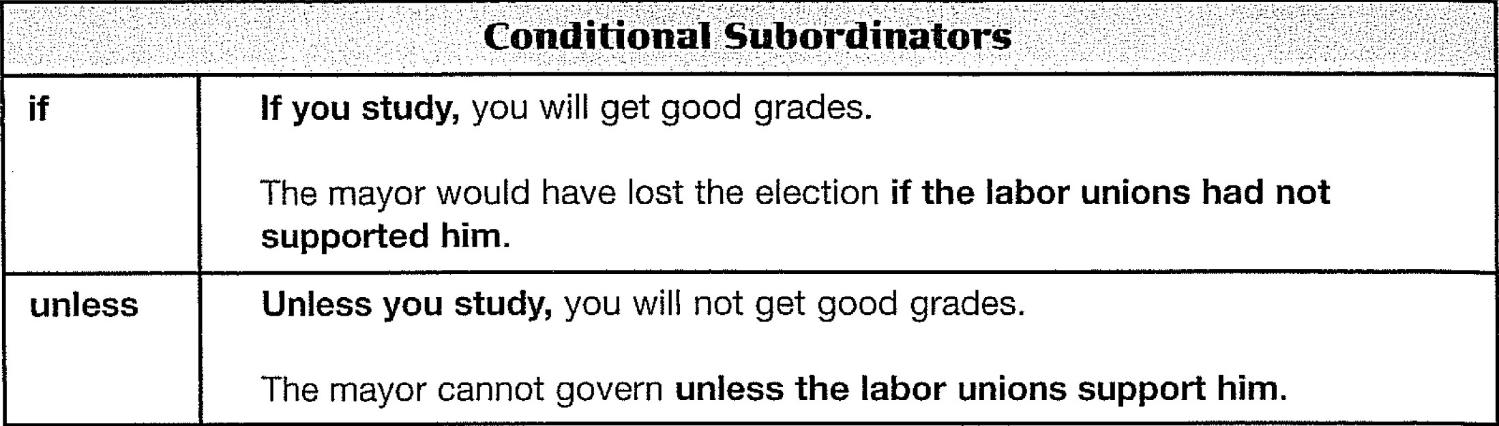 Conditional Subordinators
if
If you study, you will get good grades.
The mayor would have lost the election if the labor unions had not
supported him.
unless
Unless you study, you will not get good grades.
The mayor cannot govern unless the labor unions support him.